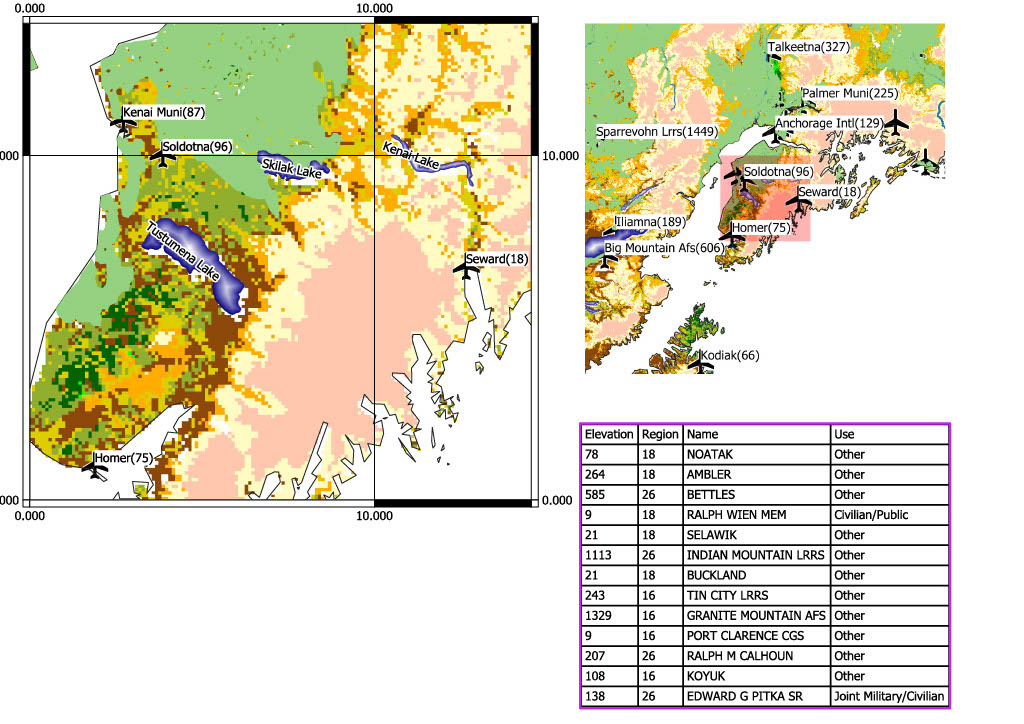 0.000 10.000
Kenai Muni(87)
Soldotna(96)
Skilak Lake
Kenai Lake
Tustumena Lake
Seward(18)
Homer(75)
000
10.000
000
0.000
0.000 10.000
Talkeetna(327)
Palmer Muni(225)
Anchorage Intl(129)
Sparrevohn Lrrs(1449)
Soldotna(96)
Seward(18)
Iliamna(189)
Homer(75)
Big Mountain Afs(606)
Kodiak(66)
Elevation Region Name Use
78 18 NOATAK Other
264 18 AMBLER Other
585 26 BETTLES Other
9 18 RALPH WIEN MEM Civilian/Public
21 18 SELAWIK Other
1113 26 INDIAN MOUNTAIN LRRS Other
21 18 BUCKLAND Other
243 16 TIN CITY LRRS Other
1329 16 GRANITE MOUNTAIN AFS Other
9 16 PORT CLARENCE CGS Other
207 26 RALPH M CALHOUN Other
108 16 KOYUK Other
138 26 EDWARD G PITKA SR Joint Military/Civilian